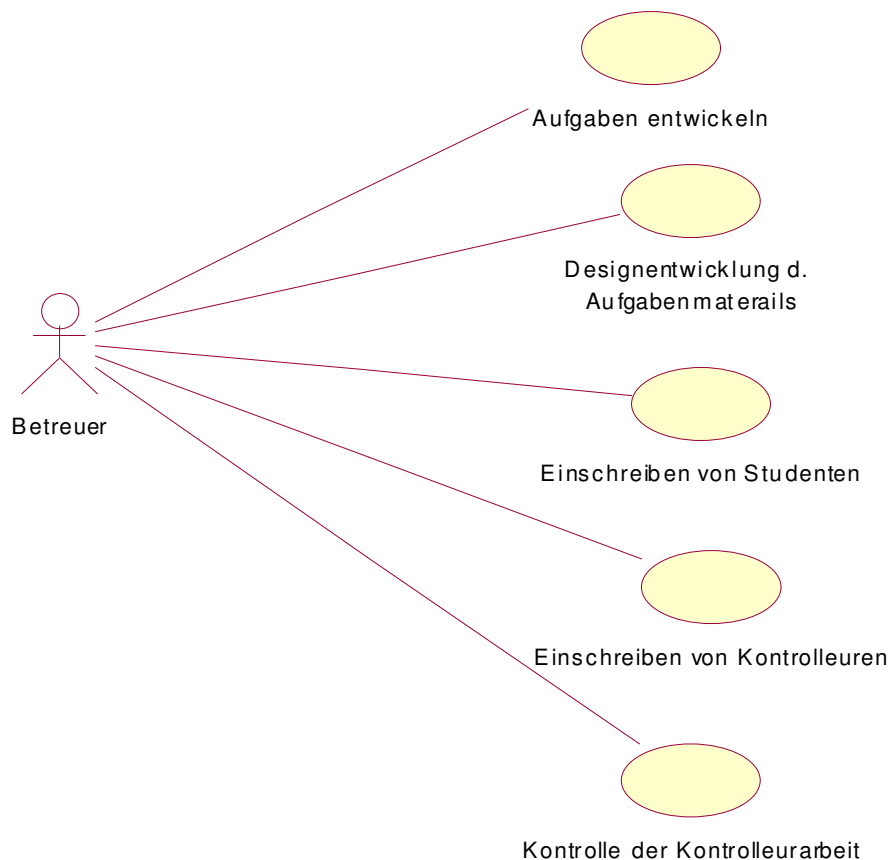 Aufgaben entwickeln
Designentwicklung d.
Aufgabenmaterails
Betreuer
Einschreiben von Studenten
Einschreiben von Kontrolleuren
Kontrolle der Kontrolleurarbeit